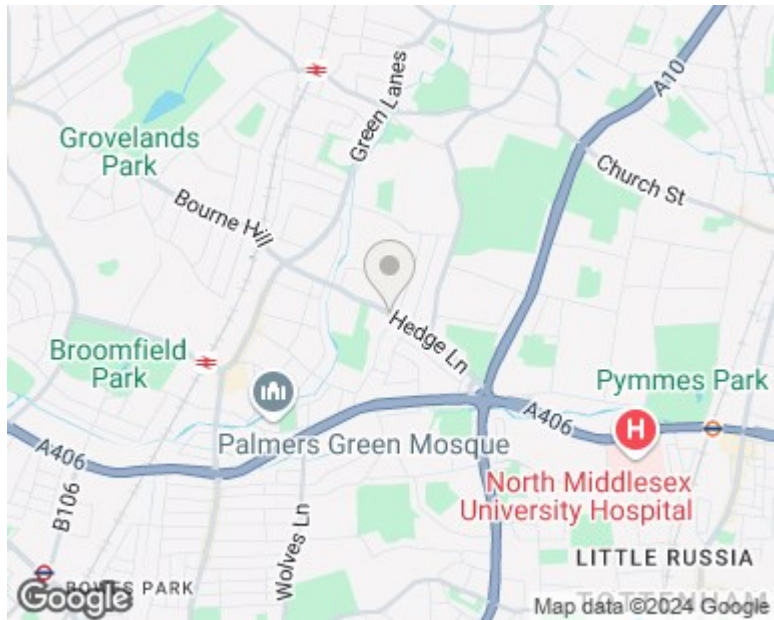 A10
Green Lanes
Grovelands
Park
Church St
Bourne Hill
Hedge Ln
Broomfield
Park
Pymmes Park
A406
Palmers Green Mosque
A406
B106
North Middlesex
University Hospital
Wolves Ln
LITTLE RUSSIA
BOWES PARK
TOTTENHAM
Google
Map data ©2024 Google
H